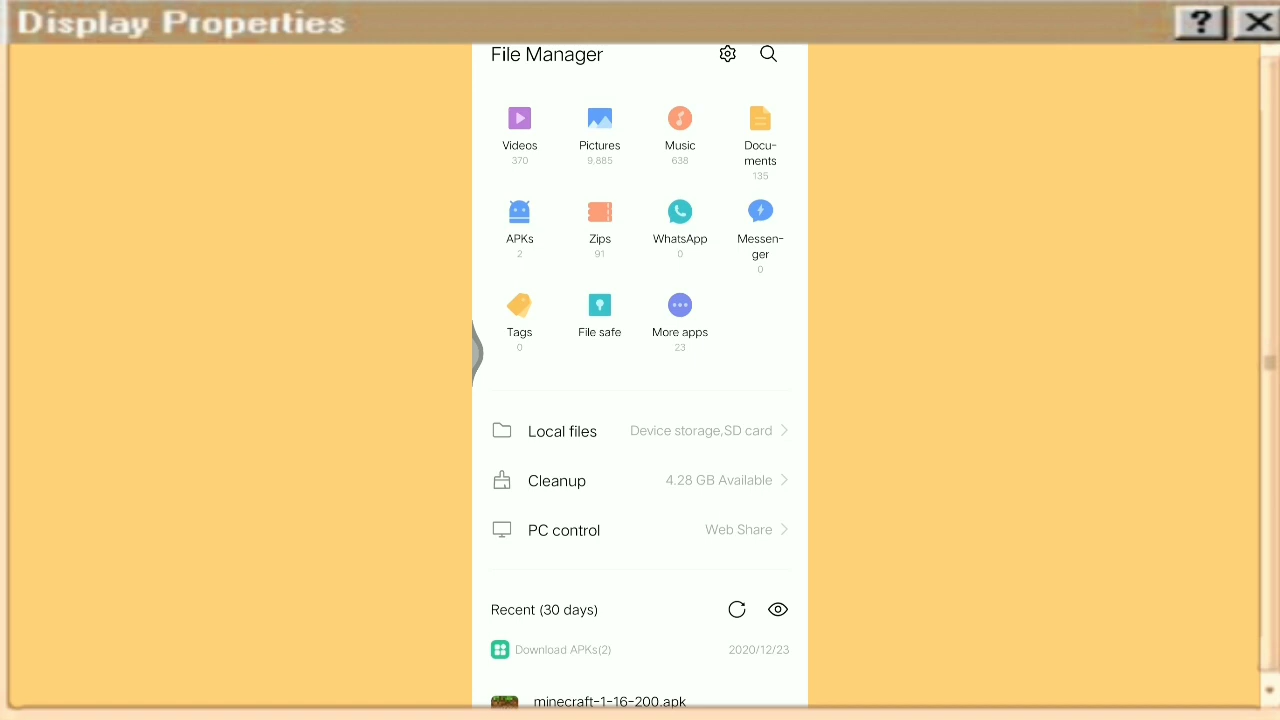 Display Properties
File Manager
Videos
370
Pictures
9.885
Music
638
Docu-
ments
135
APKs
2
Zips
91
WhatsApp
0
Messen-
ger
0
Tags
0
File safe
More apps
23
Local files Device storage,SD card
Cleanup 4.28 GB Available
PC control Web Share
Recent (30 days)
Download APKs(2) 2020/12/23
minecraft-1-16-200.apk